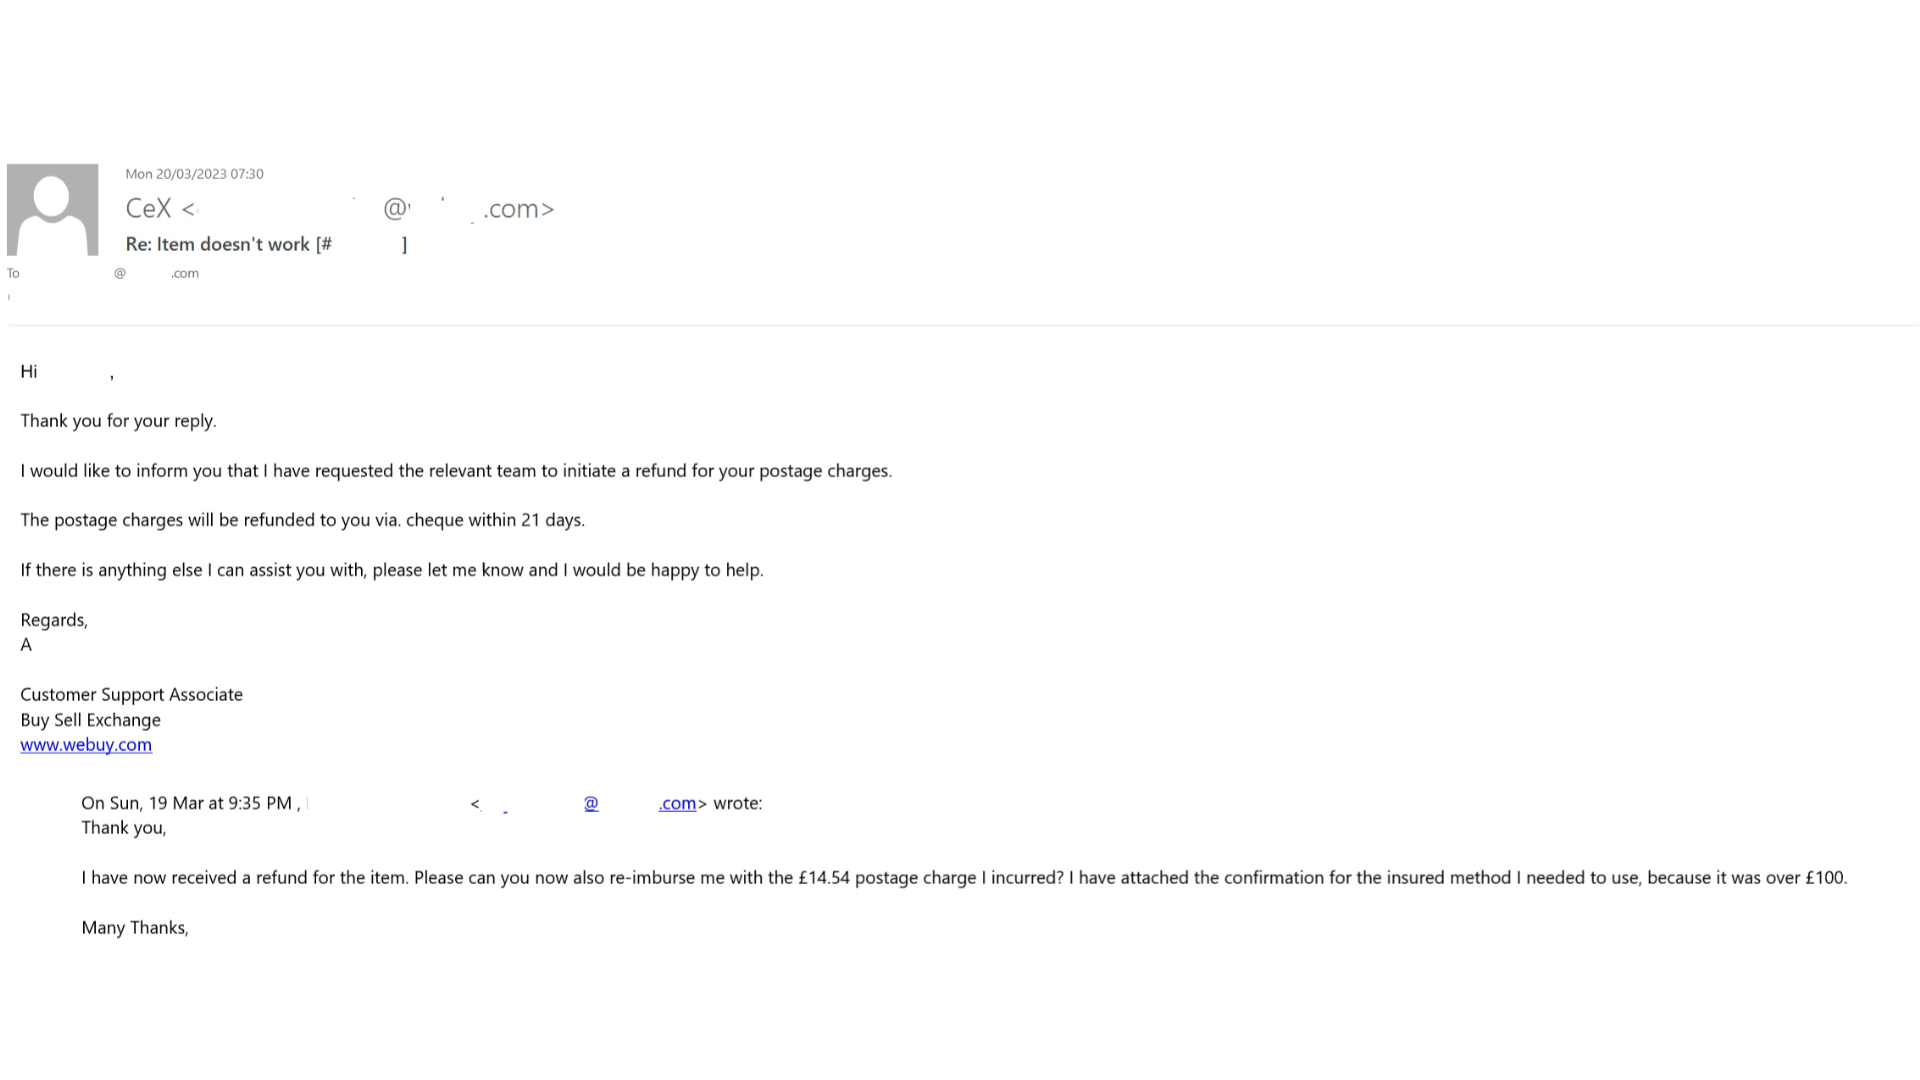 Mon 20/03/2023 07:30
CeX < @ .com>
Re: Item doesn't work [# ]
To @ .com
Hi ,
Thank you for your reply.
I would like to inform you that I have requested the relevant team to initiate a refund for your postage charges.
The postage charges will be refunded to you via. cheque within 21 days.
If there is anything else I can assist you with, please let me know and I would be happy to help.
Regards,
A
Customer Support Associate
Buy Sell Exchange
www.webuy.com
On Sun, 19 Mar at 9:35 PM , < @ .com> wrote:
Thank you,
I have now received a refund for the item. Please can you now also re-imburse me with the £14.54 postage charge I incurred? I have attached the confirmation for the insured method I needed to use, because it was over £100.
Many Thanks,